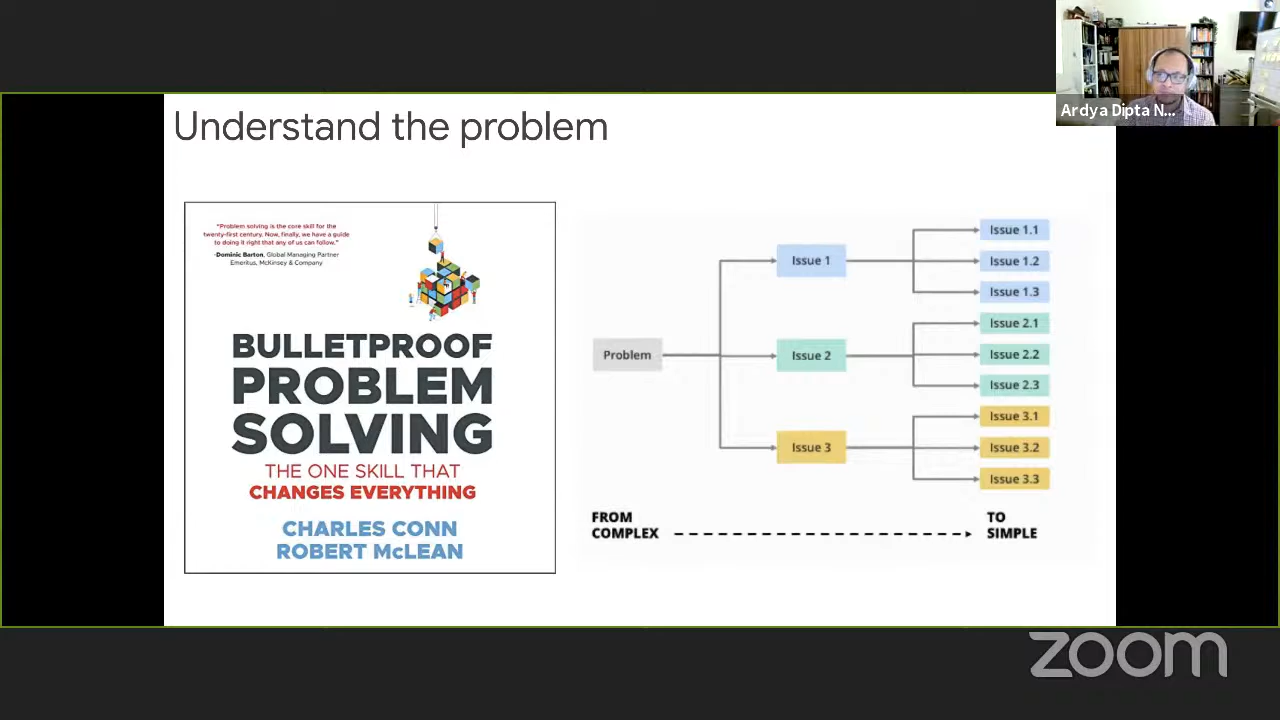 Understand the problem
Ardya Dipta N...
"Problem solving is the core skill for the
twenty-first century. Now, finally, we have a guide
to doing it right that any of us can follow."
-Dominic Barton, Global Managing Partner
Emeritus, McKinsey & Company
BULLETPROOF
PROBLEM
SOLVING
THE ONE SKILL THAT
CHANGES EVERYTHING
CHARLES CONN
ROBERT McLEAN
Problem
Issue 1
Issue 2
Issue 3
Issue 1.1
Issue 1.2
Issue 1.3
Issue 2.1
Issue 2.2
Issue 2.3
Issue 3.1
Issue 3.2
Issue 3.3
FROM
COMPLEX
TO
SIMPLE
zoom